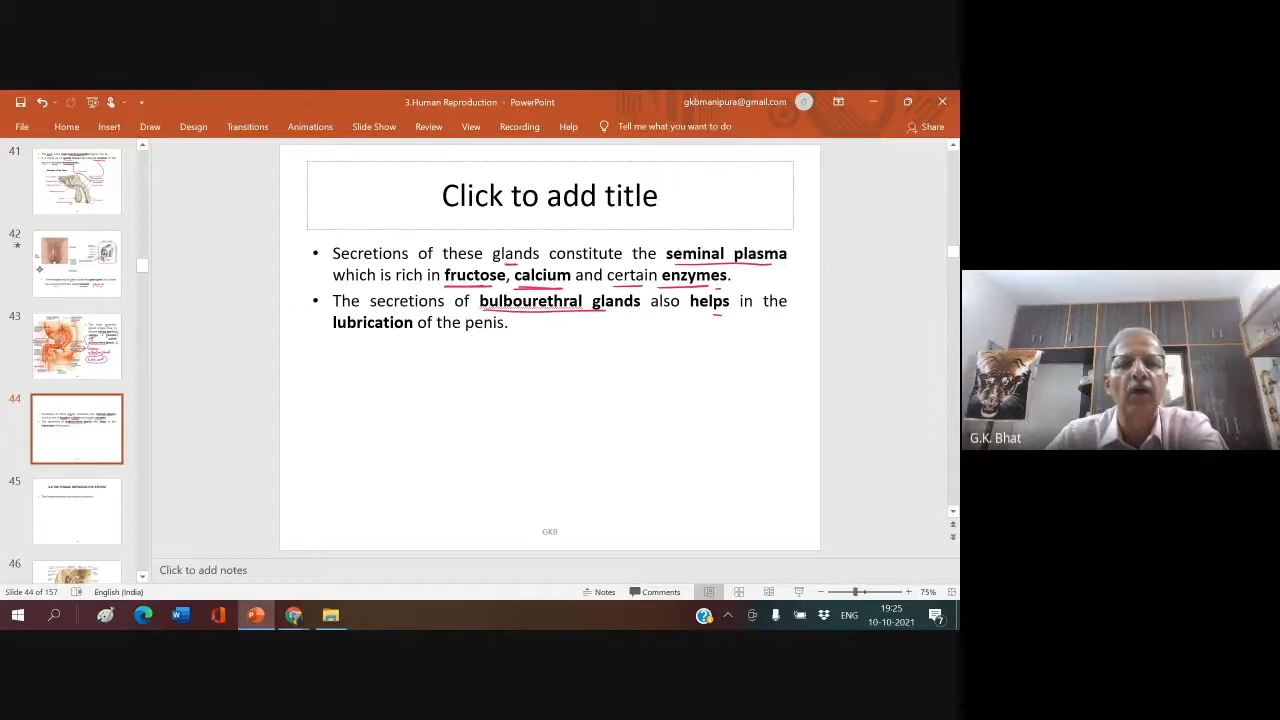 3.Human Reproduction - PowerPoint
gkbmanipura@gmail.com
G
File Home Insert Draw Design Transitions Animations Slide Show Review View Recording Help Tell me what you want to do Share
41
42
43
44
45
46
Click to add title
• Secretions of these glands constitute the seminal plasma
which is rich in fructose, calcium and certain enzymes.
• The secretions of bulbourethral glands also helps in the
lubrication of the penis.
GKB
Click to add notes
Slide 44 of 157 English (India) Notes Comments 75%
ENG
19:25
10-10-2021
7
G.K. Bhat